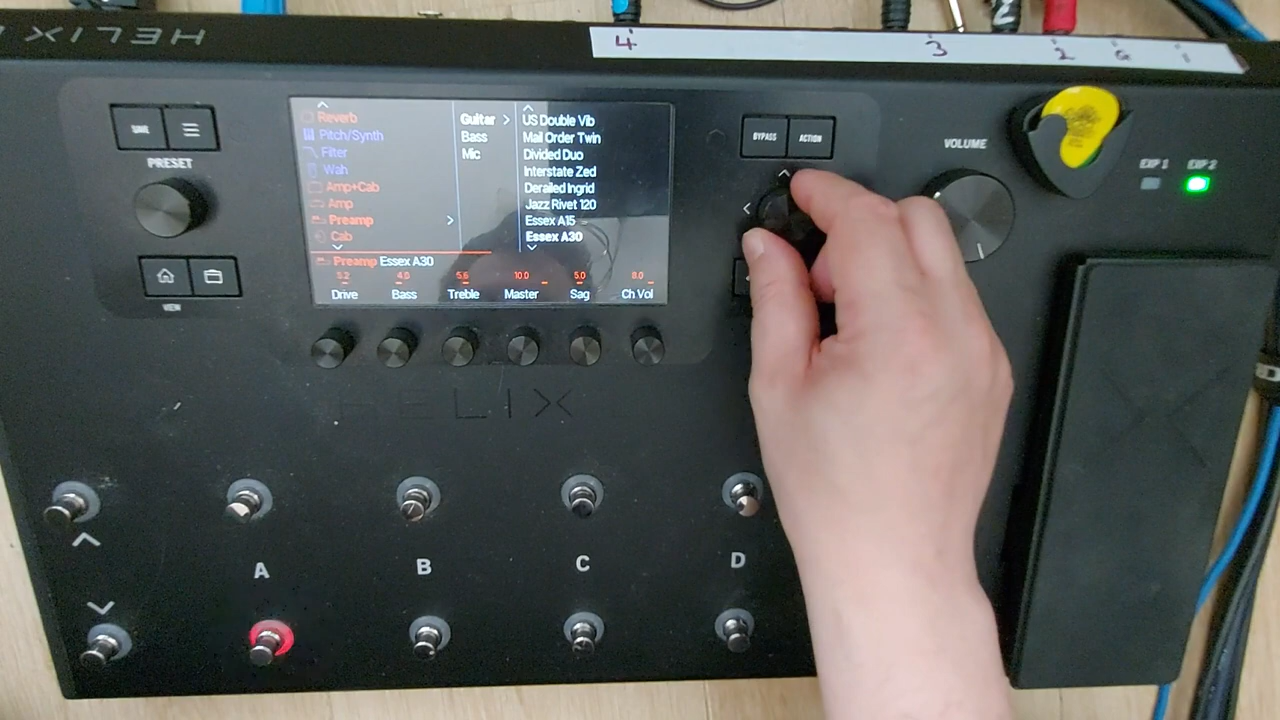 HELIX
4 3 2 6 1
2
PRESET
MENU
Reverb
Pitch/Synth
Filter
Wah
Amp+Cab
Amp
Preamp >
Cab
Guitar >
Bass
Mic
US Double Vib
Mail Order Twin
Divided Duo
Interstate Zed
Derailed Ingrid
Jazz Rivet 120
Essex A15
Essex A30
Preamp Essex A30
5.2 4.0 5.6 10.0 5.0 8.0
Drive Bass Treble Master Sag Ch Vol
BYPASS ACTION
VOLUME
EXP 1 EXP 2
HELIX
A B C D